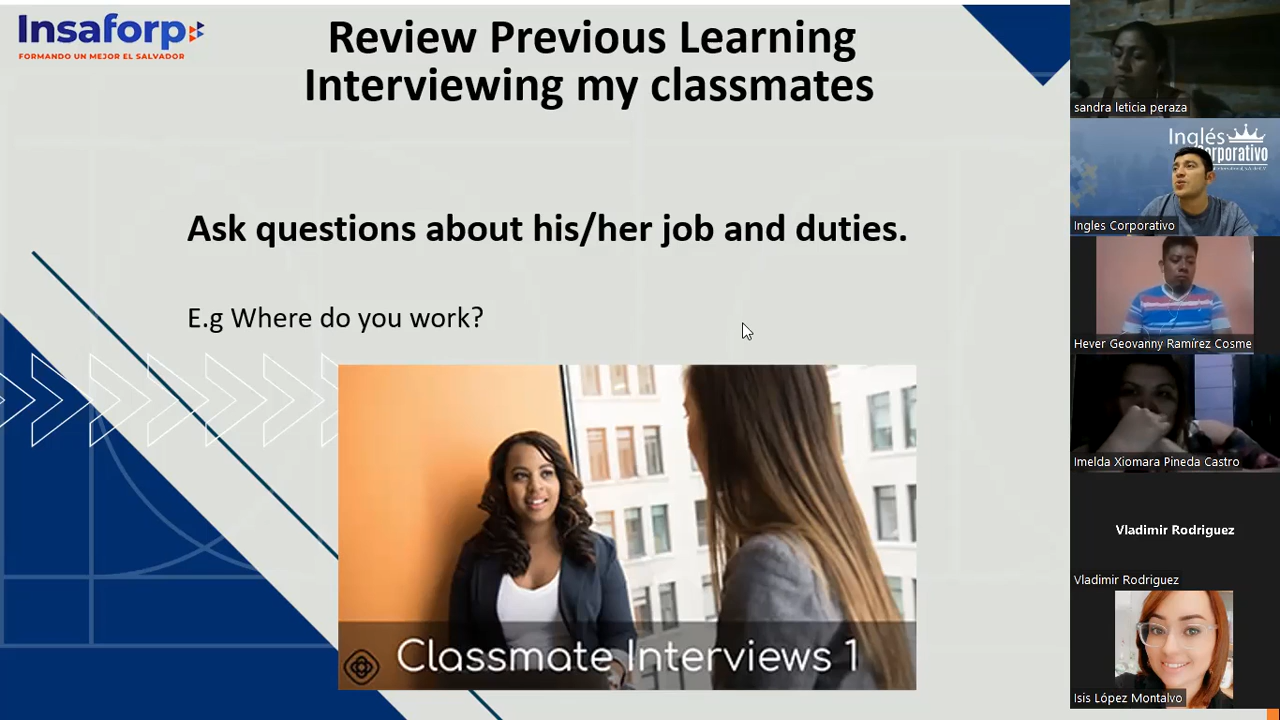 Insaforp
FORMANDO UN MEJOR EL SALVADOR
Review Previous Learning
Interviewing my classmates
Ask questions about his/her job and duties.
E.g Where do you work?
Classmate Interviews 1
sandra leticia peraza
Inglés
Corporativo
Ingles Corporativo
Hever Geovanny Ramírez Cosme
Imelda Xiomara Pineda Castro
Vladimir Rodriguez
Vladimir Rodriguez
Isis López Montalvo